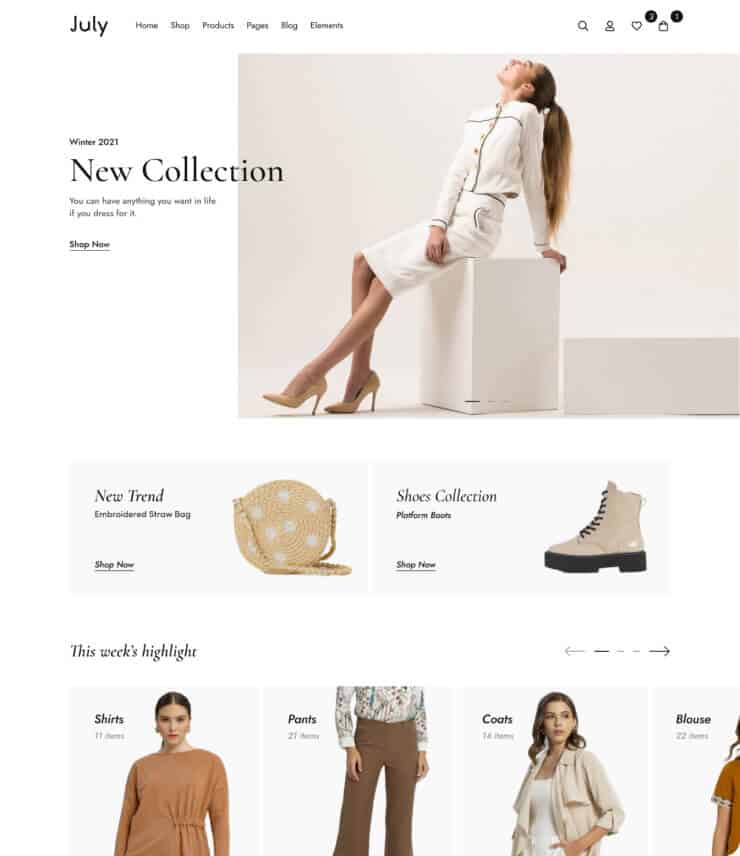 July
Home Shop Products Pages Blog Elements
2 3
Winter 2021
New Collection
You can have anything you want in life
if you dress for it.
Shop Now
New Trend
Embroidered Straw Bag
Shop Now
Shoes Collection
Platform Boots
Shop Now
This week's highlight
Shirts
11 items
Pants
21 items
Coats
14 items
Blouse
22 items